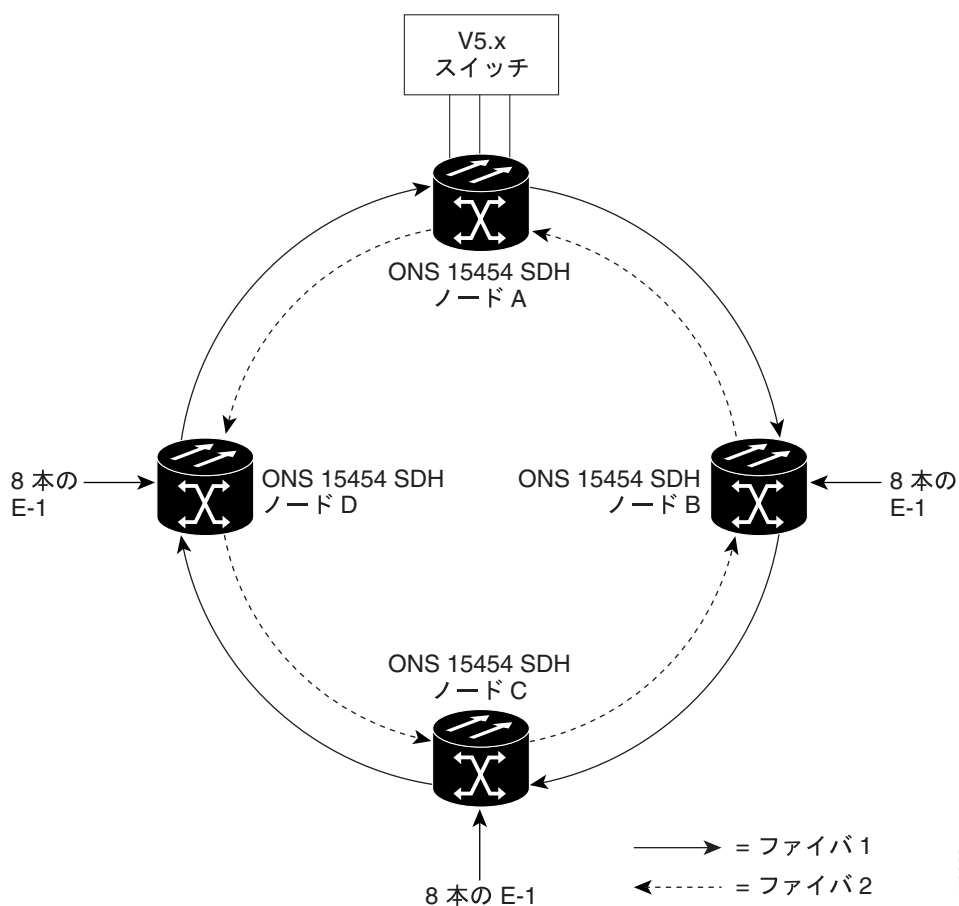 V5.x
スイッチ
ONS 15454 SDH
ノード A
8 本の
E-1
ONS 15454 SDH
ノード D
ONS 15454 SDH
ノード B
8 本の
E-1
ONS 15454 SDH
ノード C
8 本の E-1
= ファイバ 1
= ファイバ 2